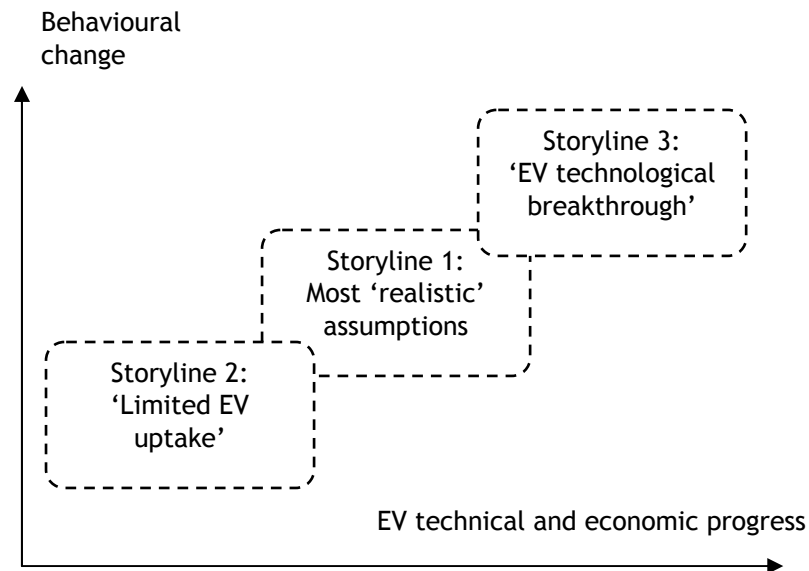 Behavioural
change
Storyline 3:
‘EV technological
breakthrough’
Storyline 1:
Most ‘realistic’
assumptions
Storyline 2:
‘Limited EV
uptake’
EV technical and economic progress